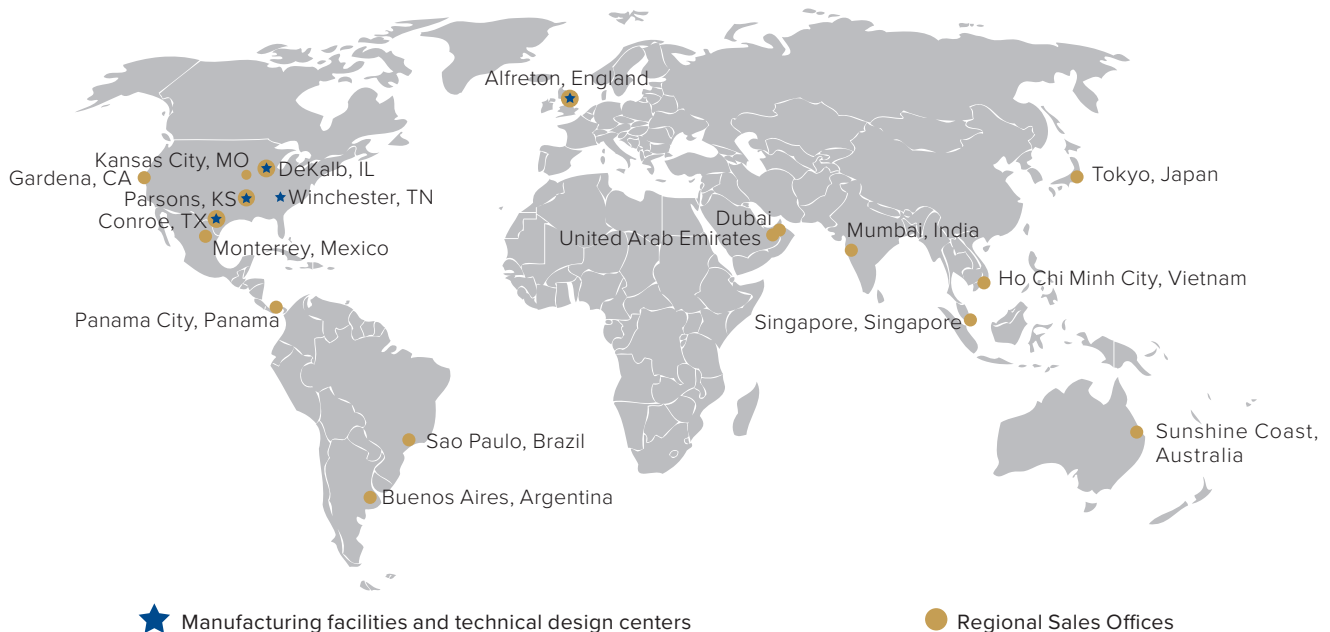 Alfreton, England
Kansas City, MO
DeKalb, IL
Gardena, CA
Tokyo, Japan
Parsons, KS
Winchester, TN
Conroe, TX
Dubai
United Arab Emirates
Mumbai, India
Monterrey, Mexico
Ho Chi Minh City, Vietnam
Panama City, Panama
Singapore, Singapore
Sao Paulo, Brazil
Sunshine Coast,
Australia
Buenos Aires, Argentina
Manufacturing facilities and technical design centers
Regional Sales Offices